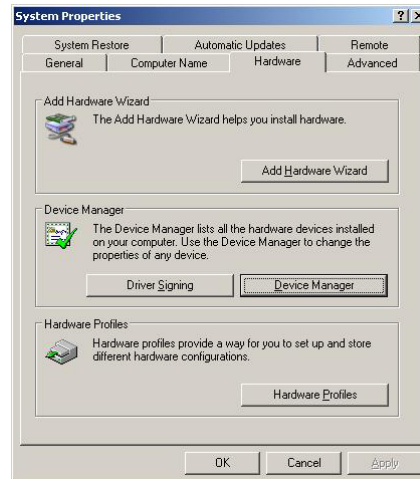 System Properties
System Restore Automatic Updates Remote
General Computer Name Hardware Advanced
Add Hardware Wizard
The Add Hardware Wizard helps you install hardware.
Add Hardware Wizard
Device Manager
The Device Manager lists all the hardware devices installed
on your computer. Use the Device Manager to change the
properties of any device.
Driver Signing Device Manager
Hardware Profiles
Hardware profiles provide a way for you to set up and store
different hardware configurations.
Hardware Profiles
OK Cancel Apply